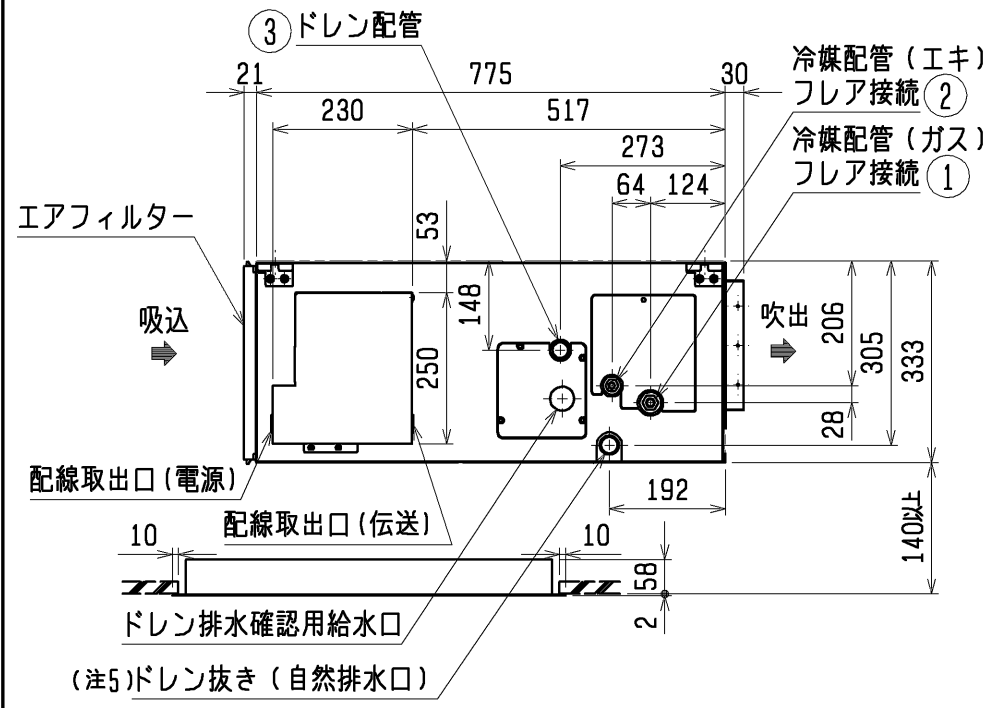 ③ドレン配管
冷媒配管（エキ）
フレア接続②
21
775
30
230
517
冷媒配管（ガス）
フレア接続①
273
64
124
エアフィルター
53
吸込
148
250
吹出
206
305
333
28
配線取出口（電源）
192
配線取出口（伝送）
140以上
10
10
58
2
ドレン排水確認用給水口
（注5）ドレン抜き（自然排水口）